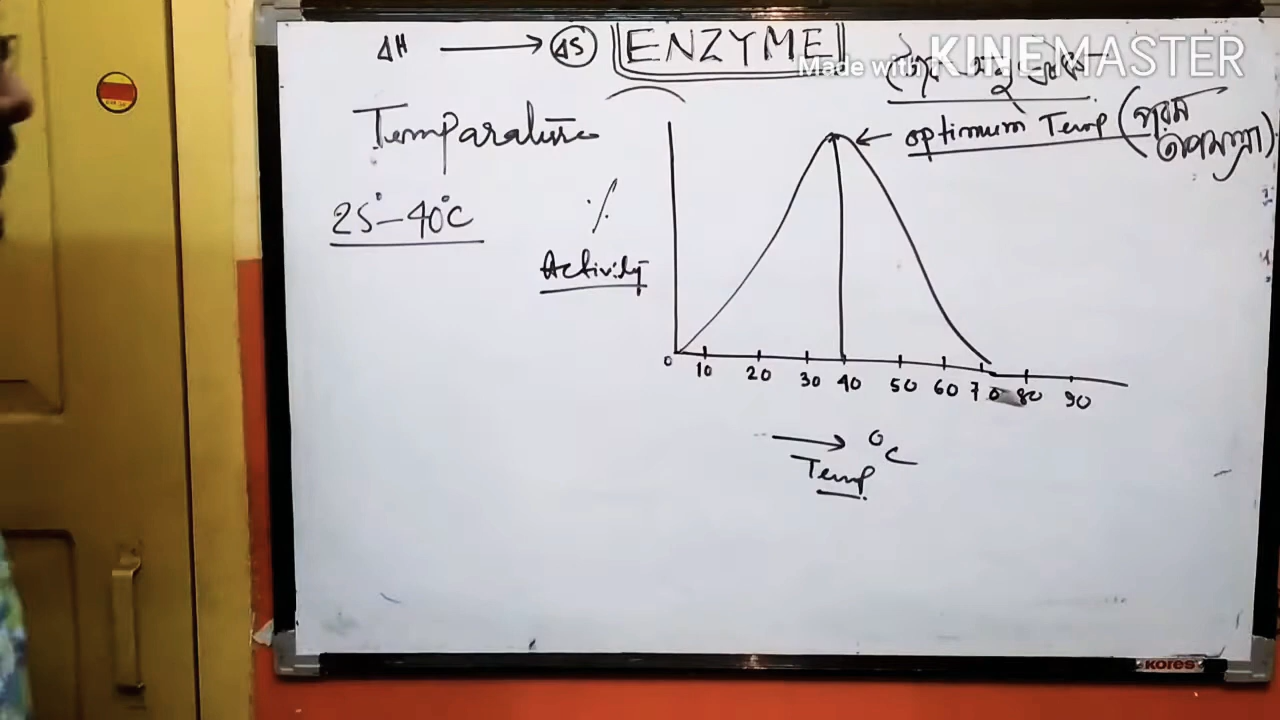 ΔH → ΔS ENZYME
Made with KINEMASTER
Temparature
optimum Temp (পরম
25° - 40°C
%
Activity
0 10 20 30 40 50 60 70 80 90
→ °C
Temp
KORES